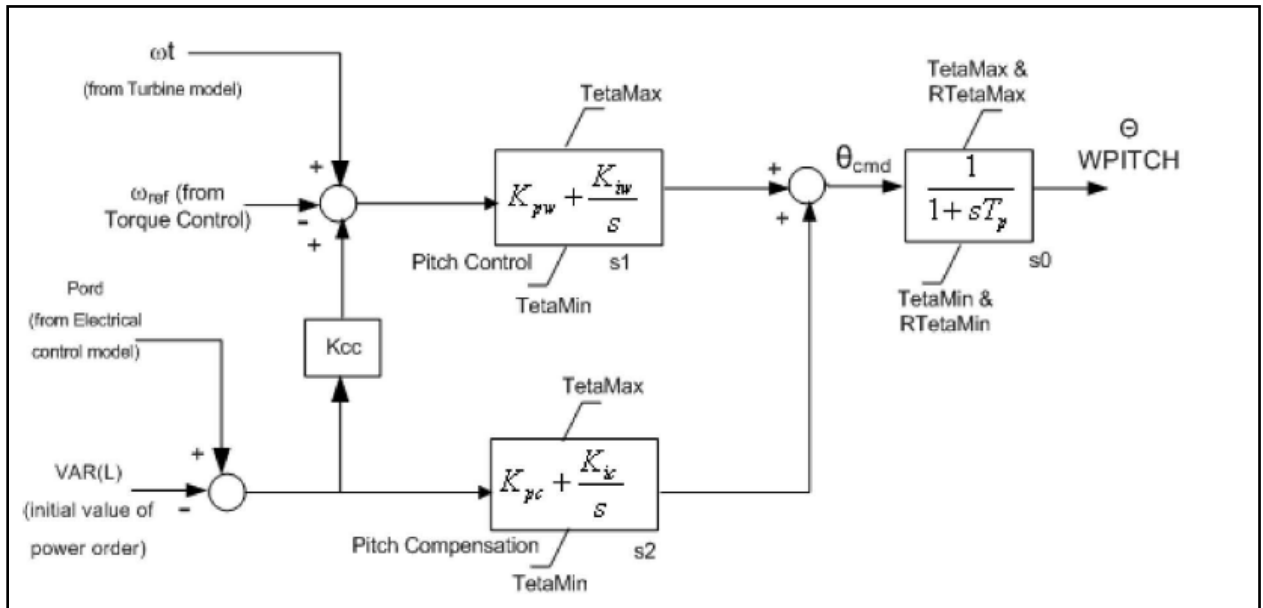 ωt
(from Turbine model)
TetaMax &
RTetaMax
TetaMax
Θ
WPITCH
θcmd
+
+
ωref (from
Torque Control)
-
+
Kpw + Kiw
s
1
1 + sTp
+
Pitch Control
s1
s0
TetaMin
TetaMin &
RTetaMin
Pord
(from Electrical
control model)
Kcc
TetaMax
+
VAR(L)
-
(initial value of
power order)
Kpc + Kic
s
Pitch Compensation
s2
TetaMin